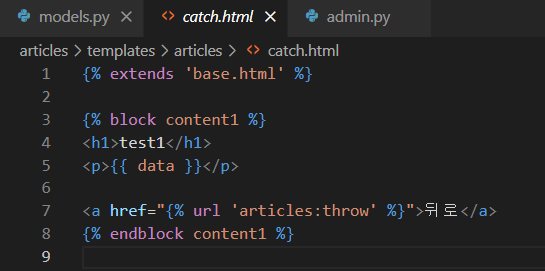 models.py catch.html admin.py
articles > templates > articles > catch.html
1 {% extends 'base.html' %}
2
3 {% block content1 %}
4 <h1>test1</h1>
5 <p>{{ data }}</p>
6
7 <a href="{% url 'articles:throw' %}">뒤로</a>
8 {% endblock content1 %}
9